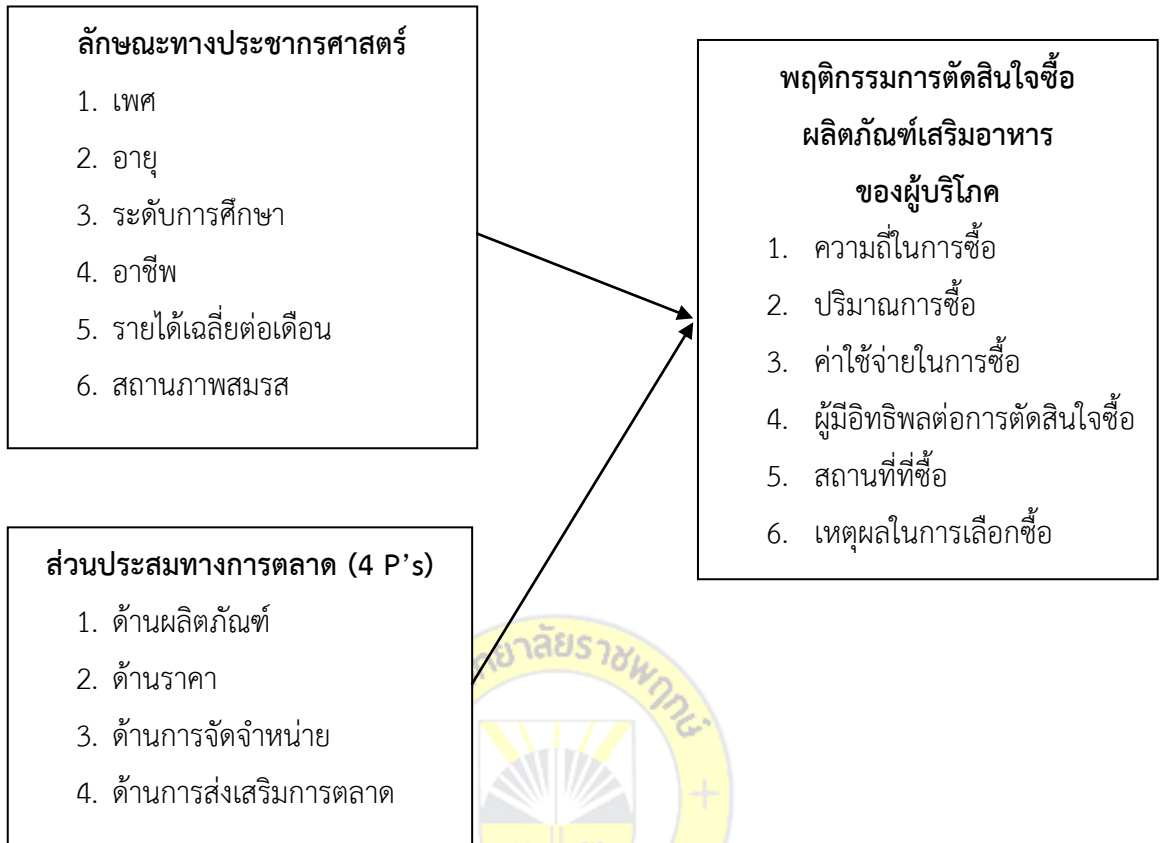 ลักษณะทางประชากรศาสตร์
1. เพศ
2. อายุ
3. ระดับการศึกษา
4. อาชีพ
5. รายได้เฉลี่ยต่อเดือน
6. สถานภาพสมรส
ส่วนประสมทางการตลาด (4 P’s)
1. ด้านผลิตภัณฑ์
2. ด้านราคา
3. ด้านการจัดจำหน่าย
4. ด้านการส่งเสริมการตลาด
พฤติกรรมการตัดสินใจซื้อ
ผลิตภัณฑ์เสริมอาหาร
ของผู้บริโภค
1. ความถี่ในการซื้อ
2. ปริมาณการซื้อ
3. ค่าใช้จ่ายในการซื้อ
4. ผู้มีอิทธิพลต่อการตัดสินใจซื้อ
5. สถานที่ที่ซื้อ
6. เหตุผลในการเลือกซื้อ